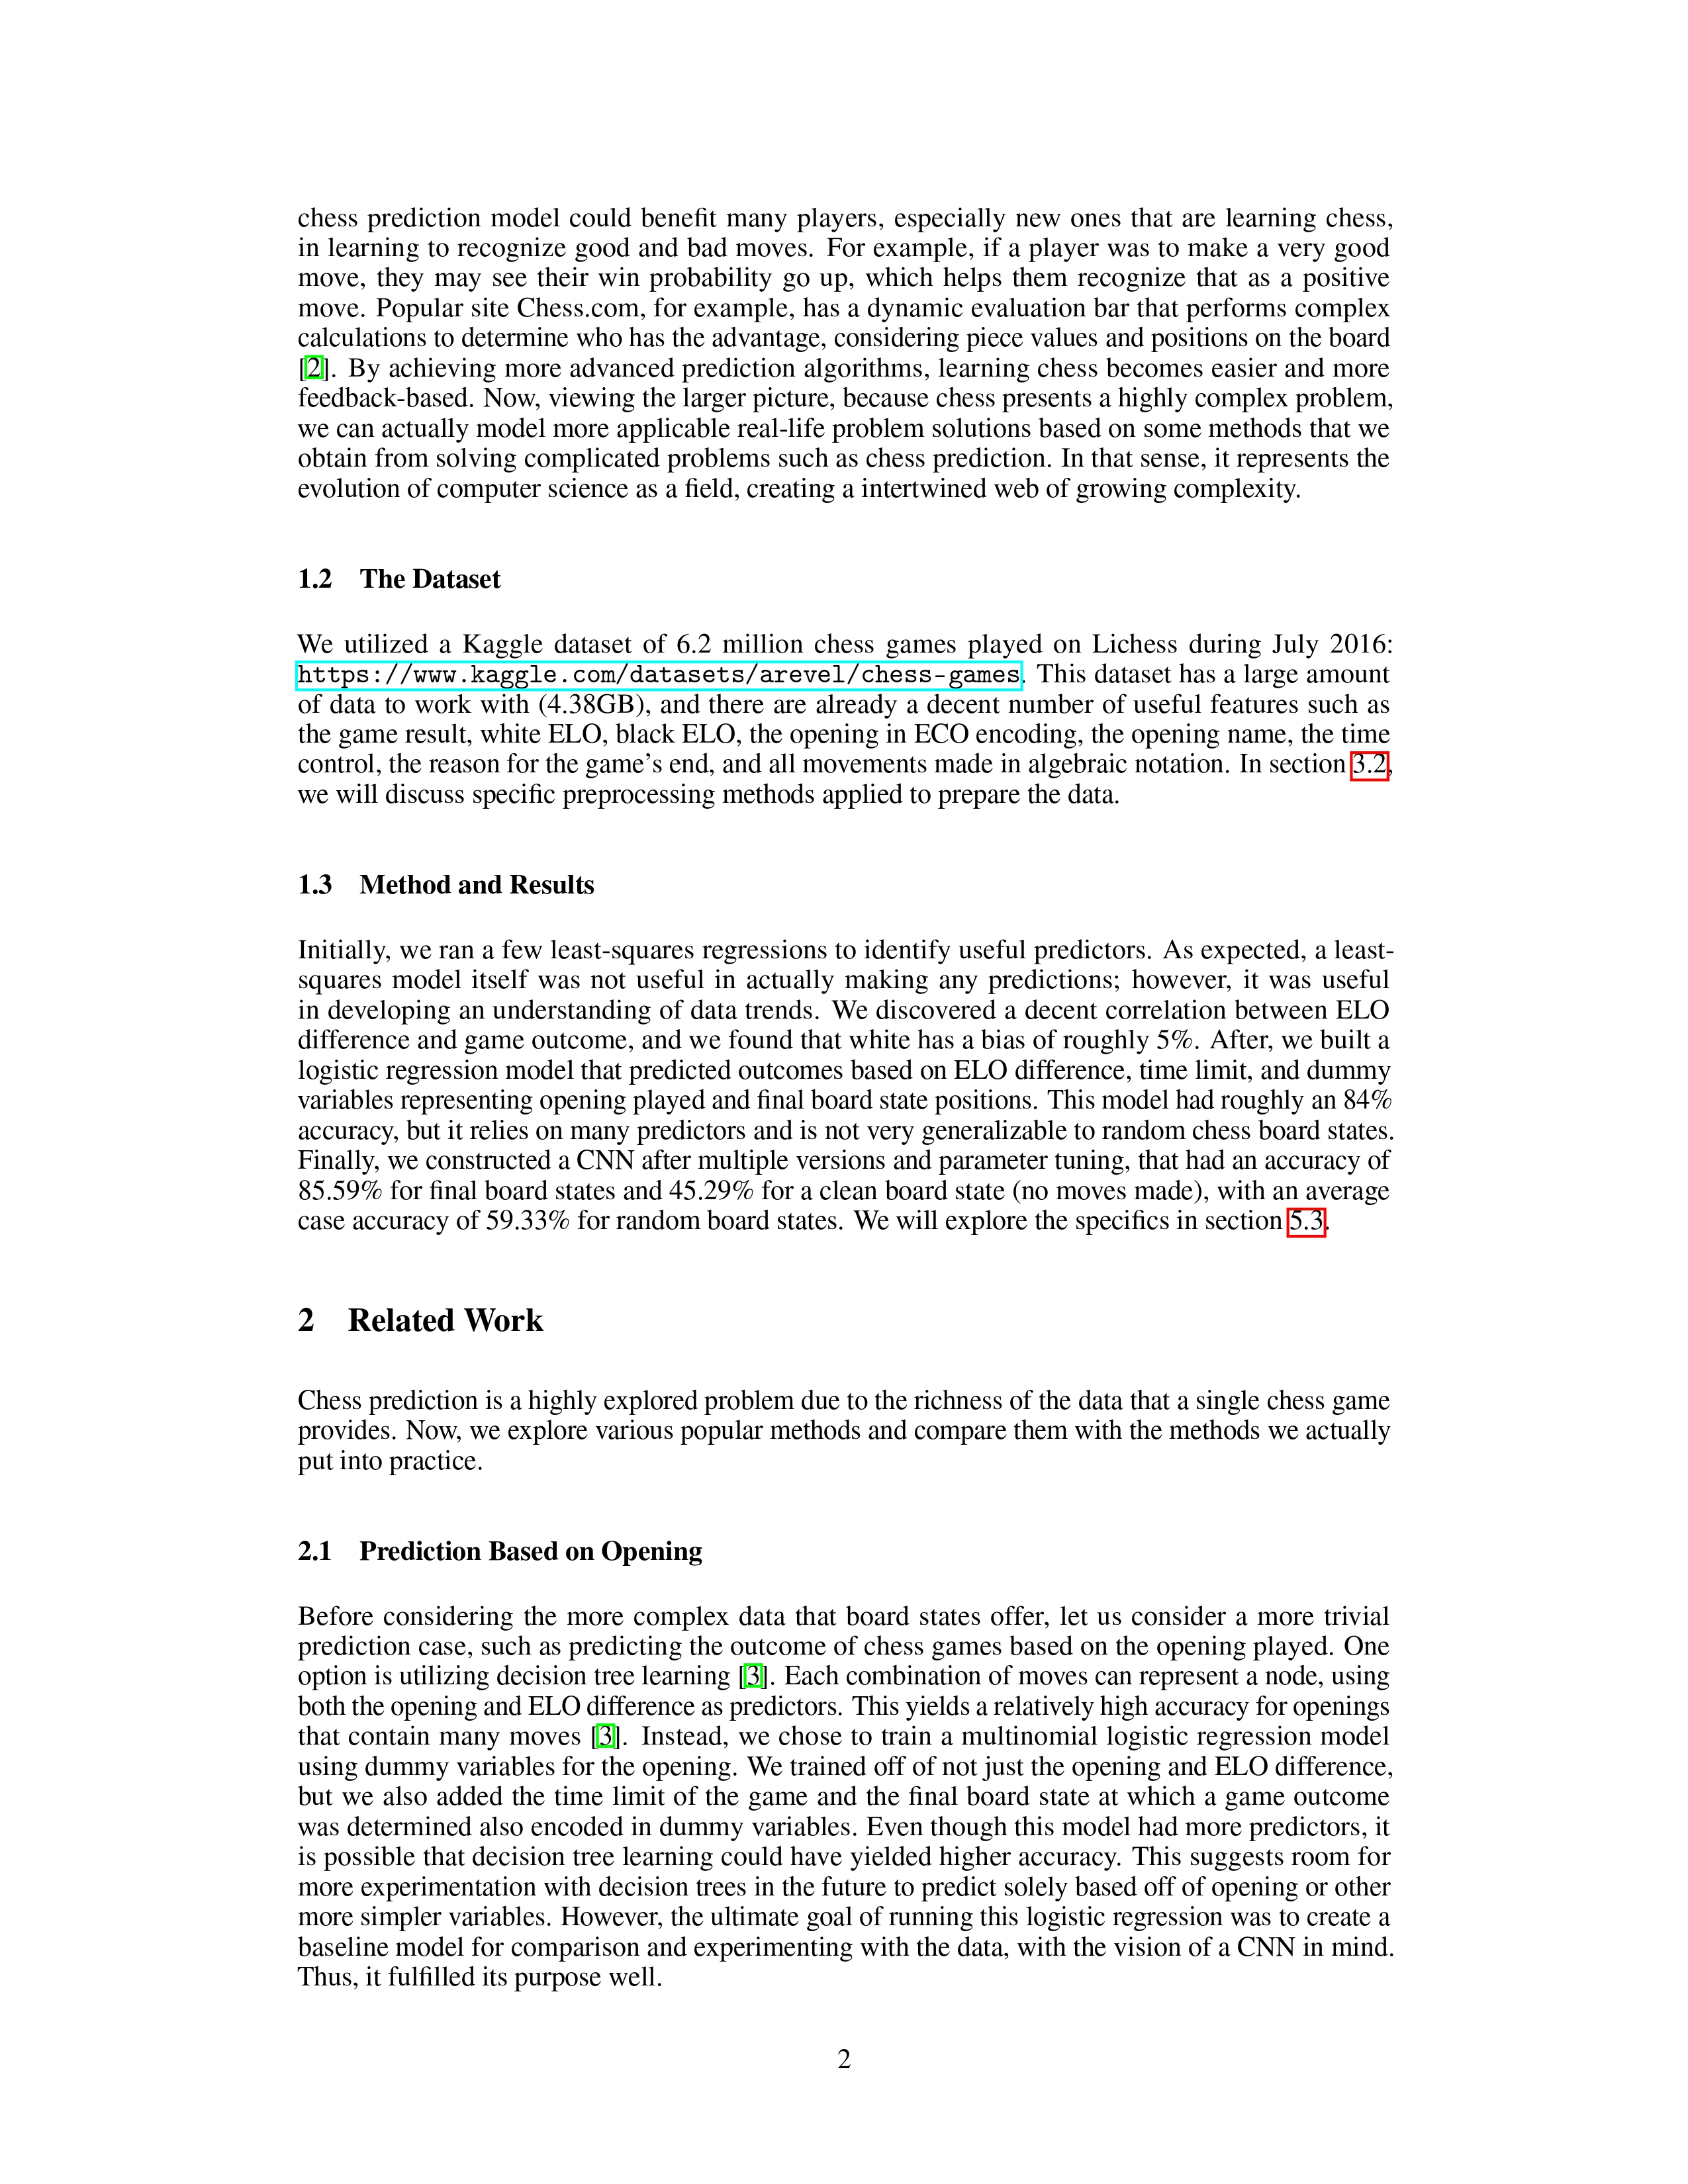 chess prediction model could benefit many players, especially new ones that are learning chess,
in learning to recognize good and bad moves. For example, if a player was to make a very good
move, they may see their win probability go up, which helps them recognize that as a positive
move. Popular site Chess.com, for example, has a dynamic evaluation bar that performs complex
calculations to determine who has the advantage, considering piece values and positions on the board
[2]. By achieving more advanced prediction algorithms, learning chess becomes easier and more
feedback-based. Now, viewing the larger picture, because chess presents a highly complex problem,
we can actually model more applicable real-life problem solutions based on some methods that we
obtain from solving complicated problems such as chess prediction. In that sense, it represents the
evolution of computer science as a field, creating a intertwined web of growing complexity.
1.2 The Dataset
We utilized a Kaggle dataset of 6.2 million chess games played on Lichess during July 2016:
https://www.kaggle.com/datasets/arevel/chess-games. This dataset has a large amount
of data to work with (4.38GB), and there are already a decent number of useful features such as
the game result, white ELO, black ELO, the opening in ECO encoding, the opening name, the time
control, the reason for the game's end, and all movements made in algebraic notation. In section 3.2,
we will discuss specific preprocessing methods applied to prepare the data.
1.3 Method and Results
Initially, we ran a few least-squares regressions to identify useful predictors. As expected, a least-
squares model itself was not useful in actually making any predictions; however, it was useful
in developing an understanding of data trends. We discovered a decent correlation between ELO
difference and game outcome, and we found that white has a bias of roughly 5%. After, we built a
logistic regression model that predicted outcomes based on ELO difference, time limit, and dummy
variables representing opening played and final board state positions. This model had roughly an 84%
accuracy, but it relies on many predictors and is not very generalizable to random chess board states.
Finally, we constructed a CNN after multiple versions and parameter tuning, that had an accuracy of
85.59% for final board states and 45.29% for a clean board state (no moves made), with an average
case accuracy of 59.33% for random board states. We will explore the specifics in section 5.3.
2 Related Work
Chess prediction is a highly explored problem due to the richness of the data that a single chess game
provides. Now, we explore various popular methods and compare them with the methods we actually
put into practice.
2.1 Prediction Based on Opening
Before considering the more complex data that board states offer, let us consider a more trivial
prediction case, such as predicting the outcome of chess games based on the opening played. One
option is utilizing decision tree learning [3]. Each combination of moves can represent a node, using
both the opening and ELO difference as predictors. This yields a relatively high accuracy for openings
that contain many moves [3]. Instead, we chose to train a multinomial logistic regression model
using dummy variables for the opening. We trained off of not just the opening and ELO difference,
but we also added the time limit of the game and the final board state at which a game outcome
was determined also encoded in dummy variables. Even though this model had more predictors, it
is possible that decision tree learning could have yielded higher accuracy. This suggests room for
more experimentation with decision trees in the future to predict solely based off of opening or other
more simpler variables. However, the ultimate goal of running this logistic regression was to create a
baseline model for comparison and experimenting with the data, with the vision of a CNN in mind.
Thus, it fulfilled its purpose well.
2